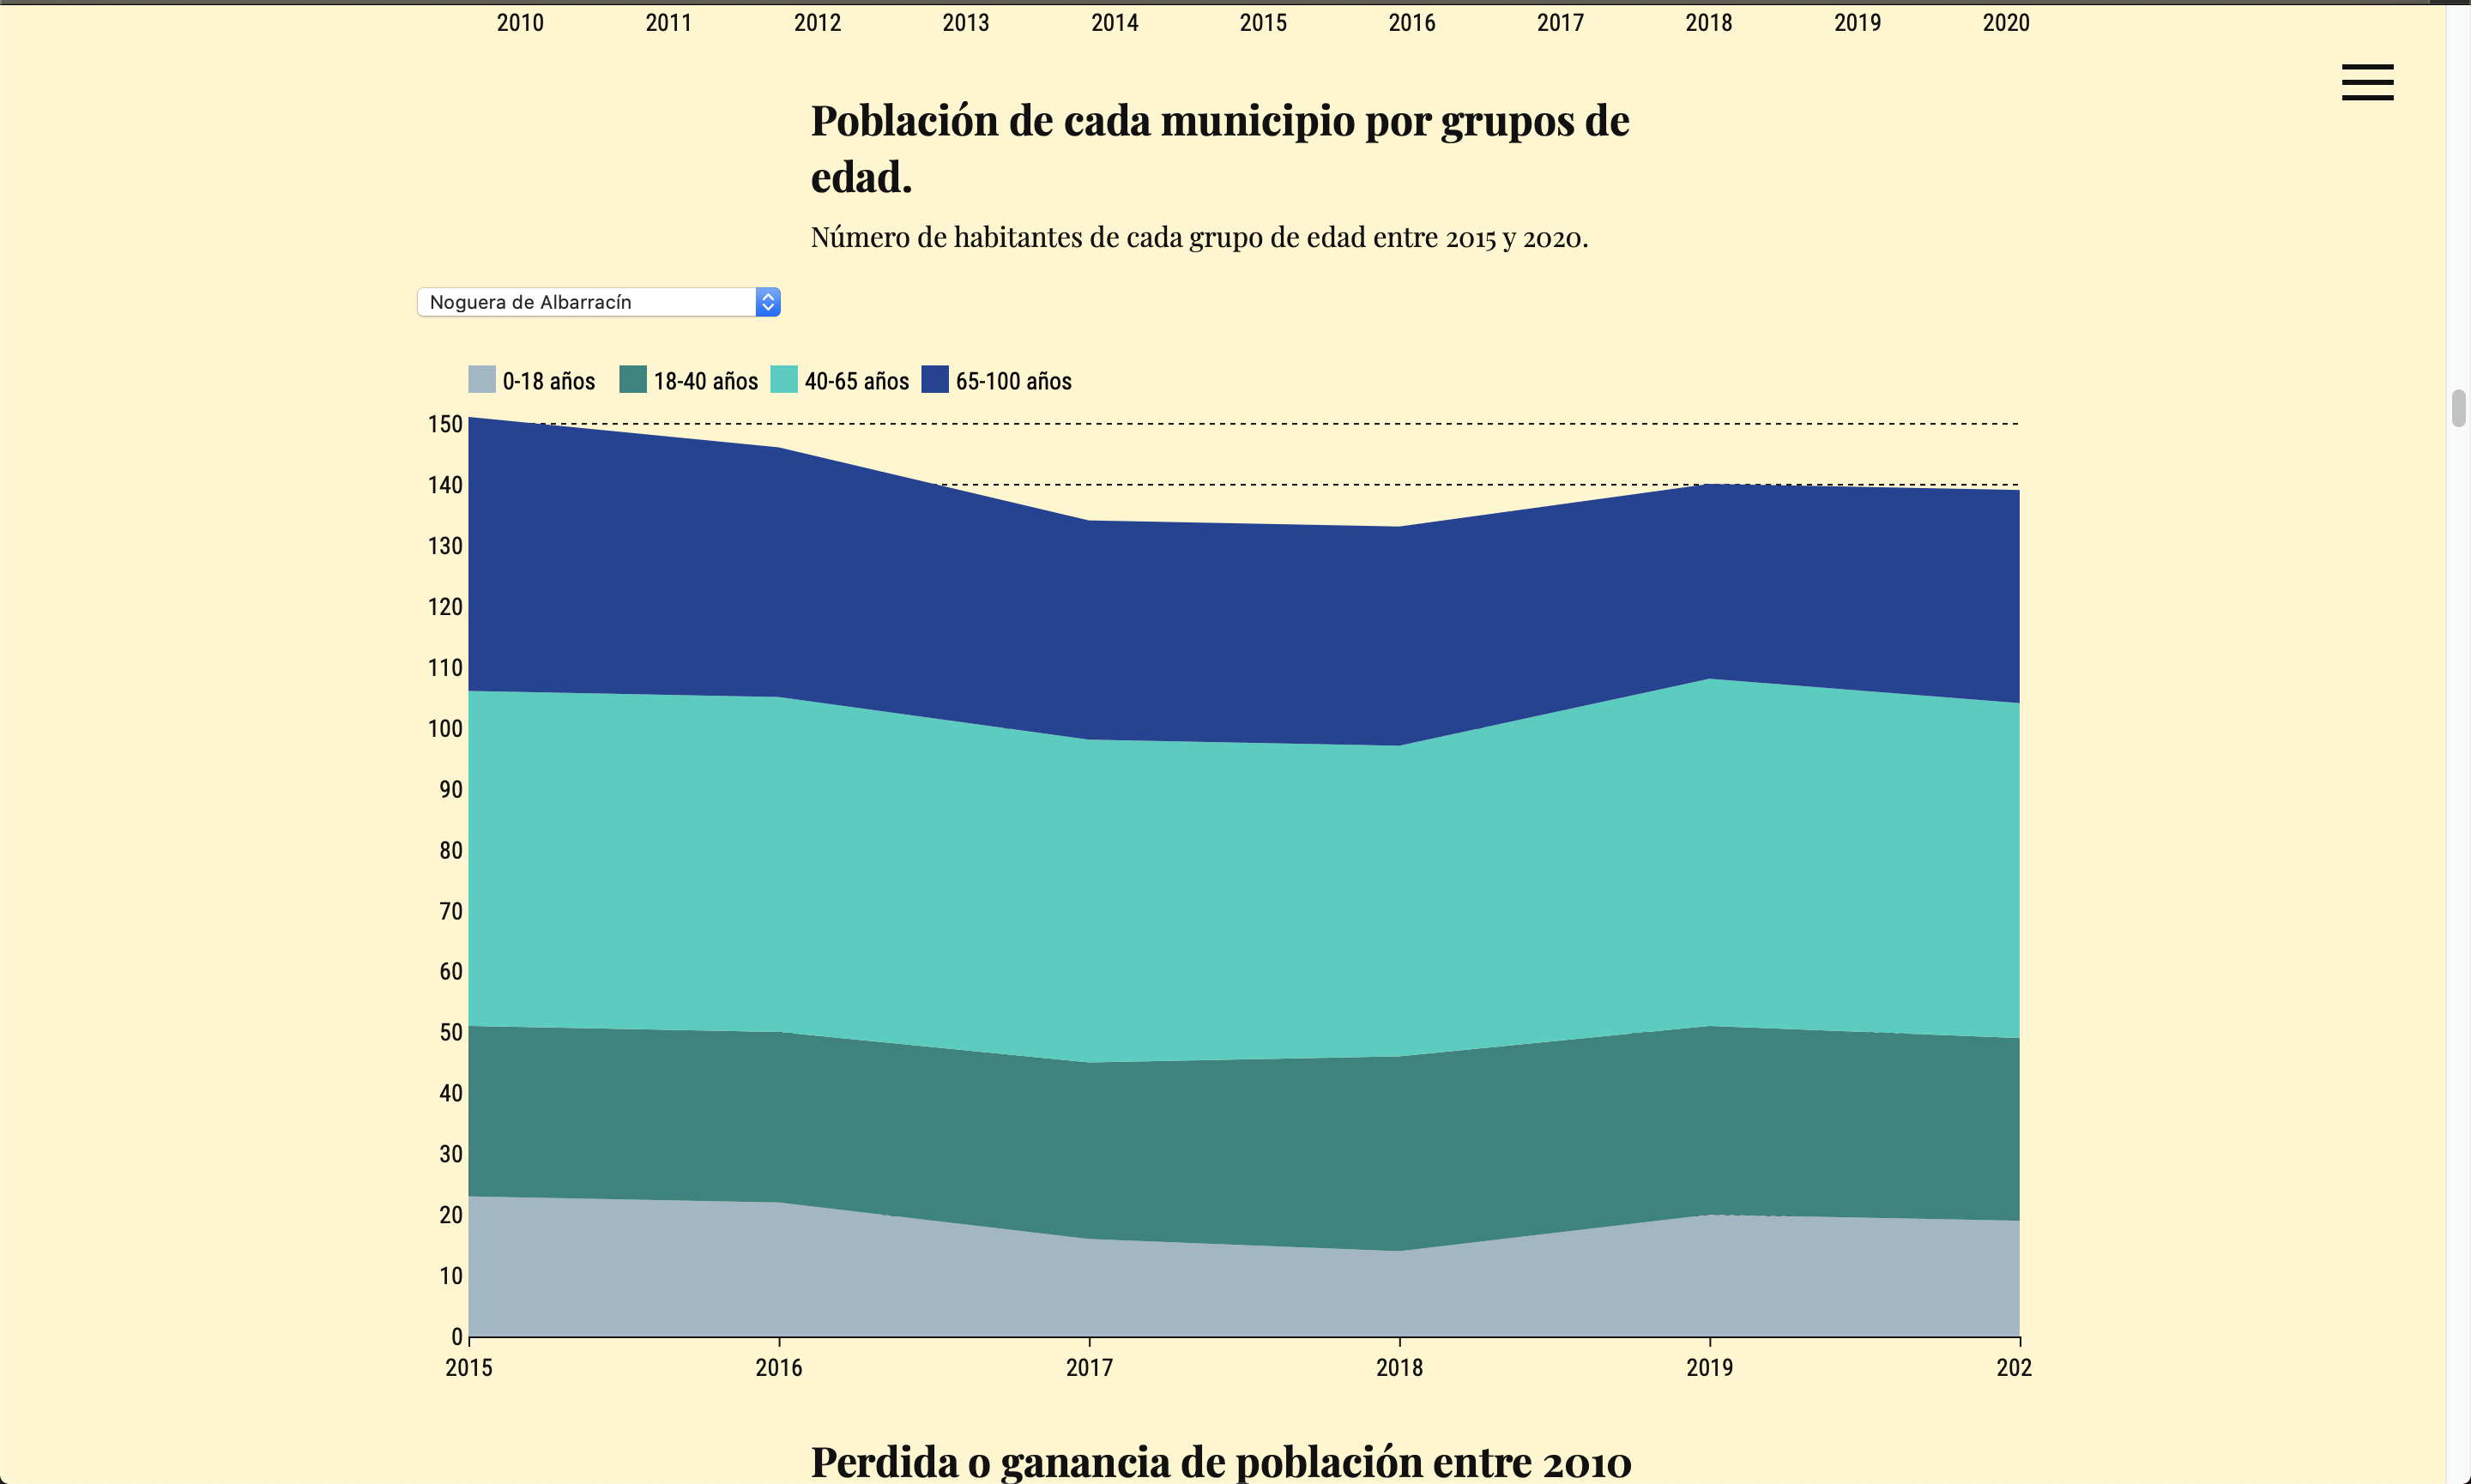 2010 2011 2012 2013 2014 2015 2016 2017 2018 2019 2020
Población de cada municipio por grupos de
edad.
Número de habitantes de cada grupo de edad entre 2015 y 2020.
Noguera de Albarracín
0-18 años 18-40 años 40-65 años 65-100 años
150
140
130
120
110
100
90
80
70
60
50
40
30
20
10
0
2015 2016 2017 2018 2019 202
Perdida o ganancia de población entre 2010